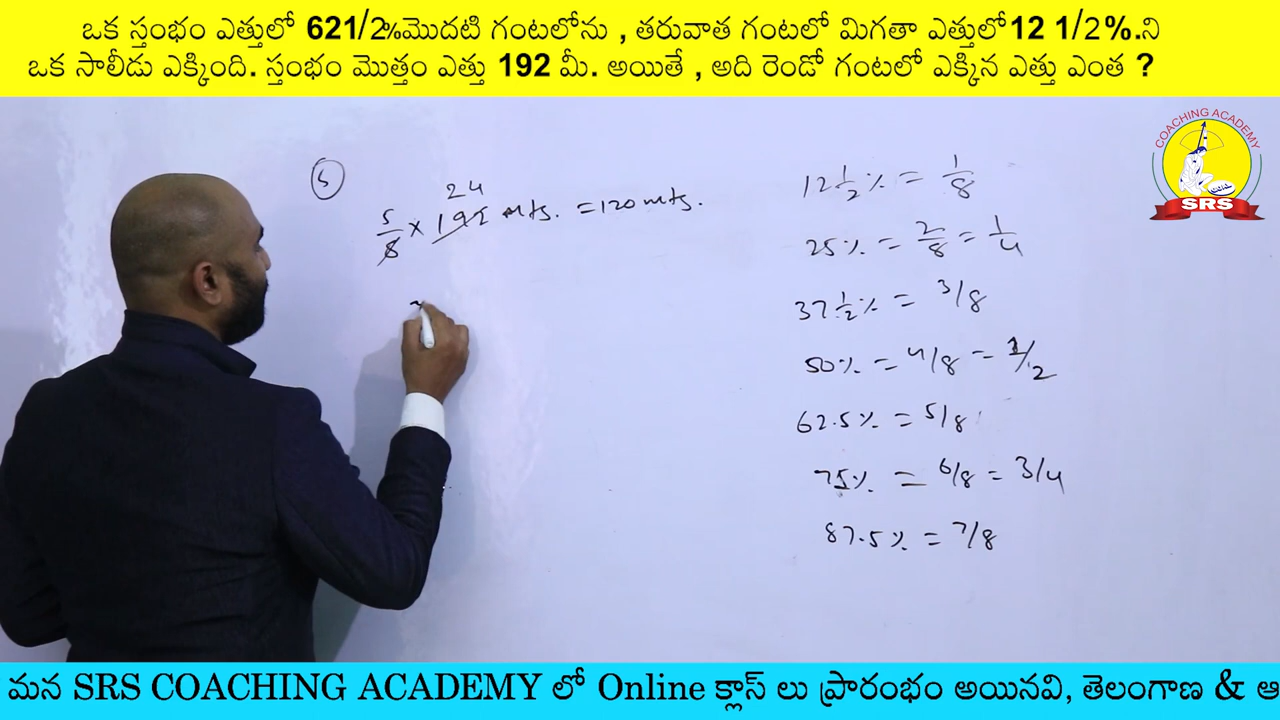 ఒక స్తంభం ఎత్తులో 621/2%మొదటి గంటలోను , తరువాత గంటలో మిగతా ఎత్తులో12 1/2%.ని
ఒక సాలీడు ఎక్కింది. స్తంభం మొత్తం ఎత్తు 192 మీ. అయితే , అది రెండో గంటలో ఎక్కిన ఎత్తు ఎంత ?
COACHING ACADEMY
SRS
5
24
5/8 × 192 mts. = 120 mts.
12 1/2 % = 1/8
25% = 2/8 = 1/4
37 1/2 % = 3/8
50% = 4/8 = 1/2
62.5% = 5/8
75% = 6/8 = 3/4
87.5% = 7/8
మన SRS COACHING ACADEMY లో Online క్లాస్ లు ప్రారంభం అయినవి, తెలంగాణ & ఆ